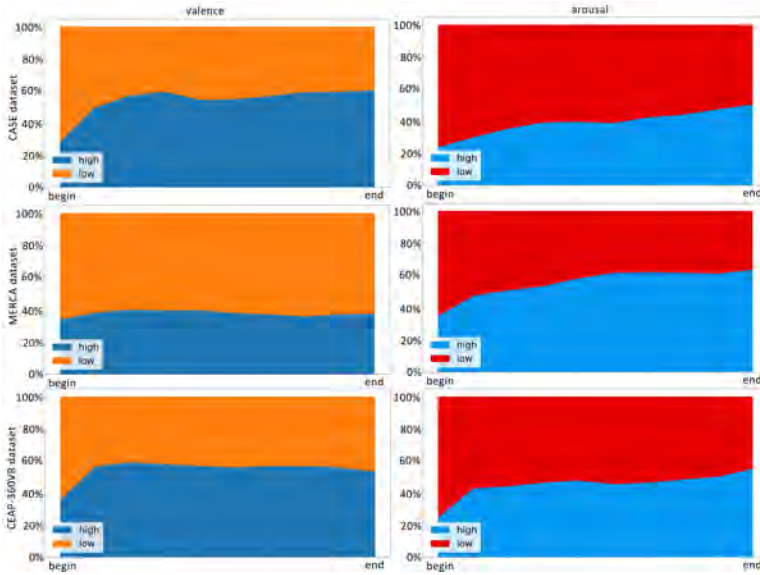 valence
arousal
CASE dataset
100%
80%
60%
40%
20%
0%
high
low
begin
end
100%
80%
60%
40%
20%
0%
high
low
begin
end
MERCA dataset
100%
80%
60%
40%
20%
0%
high
low
begin
end
100%
80%
60%
40%
20%
0%
high
low
begin
end
CEAP-360VR dataset
100%
80%
60%
40%
20%
0%
high
low
begin
end
100%
80%
60%
40%
20%
0%
high
low
begin
end